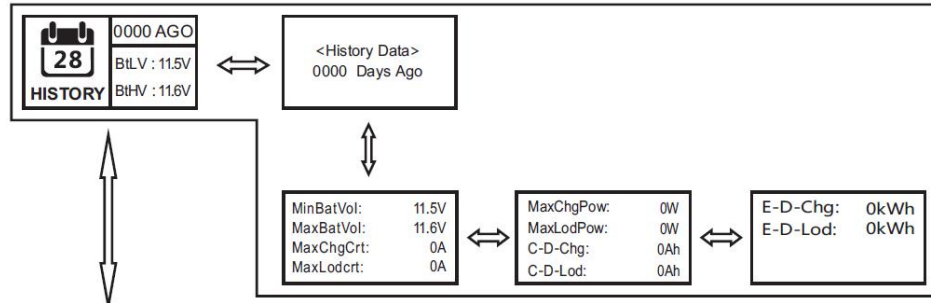 28
HISTORY
0000 AGO
BtLV : 11.5V
BtHV : 11.6V
<History Data>
0000 Days Ago
MinBatVol: 11.5V
MaxBatVol: 11.6V
MaxChgCrt: 0A
MaxLodcrt: 0A
MaxChgPow: 0W
MaxLodPow: 0W
C-D-Chg: 0Ah
C-D-Lod: 0Ah
E-D-Chg: 0kWh
E-D-Lod: 0kWh